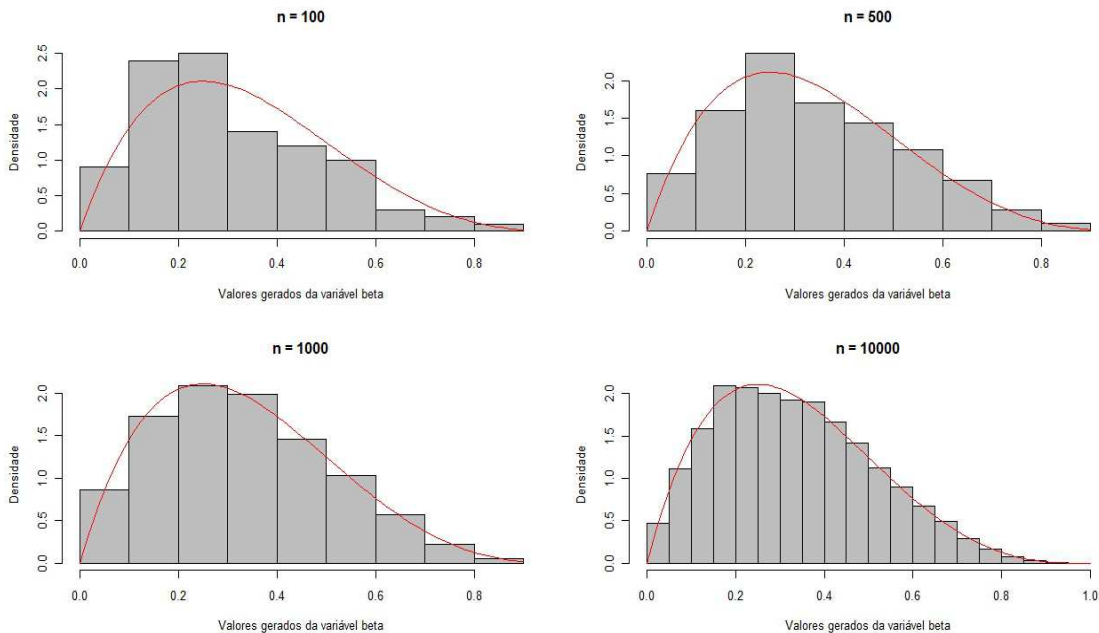 n = 100
Densidade
0.0 0.5 1.0 1.5 2.0 2.5
0.0 0.2 0.4 0.6 0.8
Valores gerados da variável beta
n = 500
Densidade
0.0 0.5 1.0 1.5 2.0
0.0 0.2 0.4 0.6 0.8
Valores gerados da variável beta
n = 1000
Densidade
0.0 0.5 1.0 1.5 2.0
0.0 0.2 0.4 0.6 0.8
Valores gerados da variável beta
n = 10000
Densidade
0.0 0.5 1.0 1.5 2.0
0.0 0.2 0.4 0.6 0.8 1.0
Valores gerados da variável beta